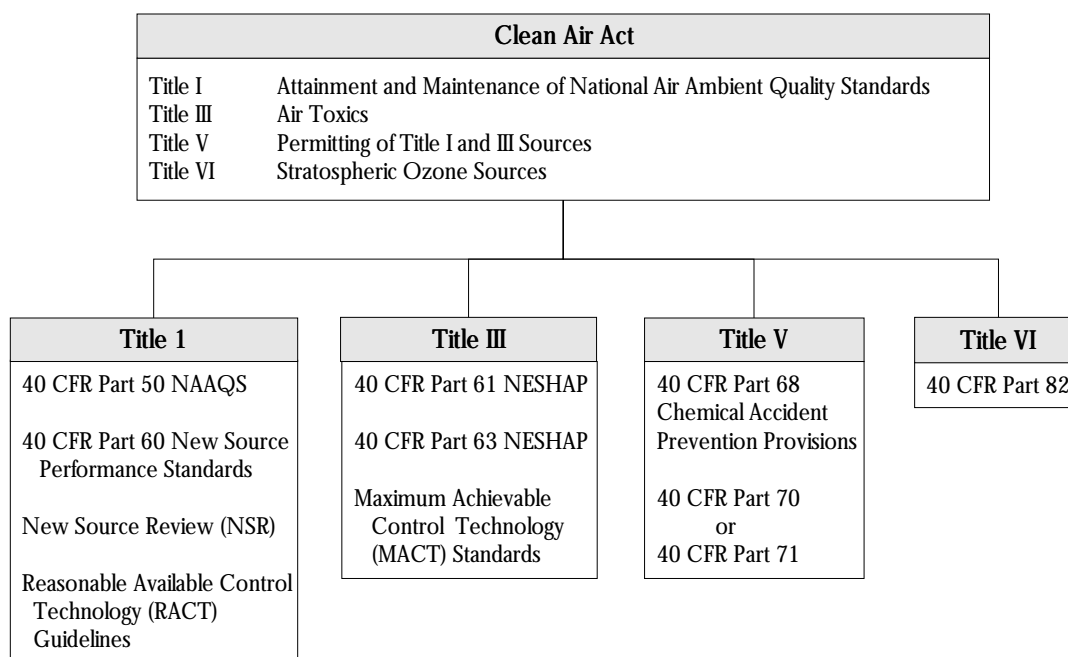 Clean Air Act
Title I Attainment and Maintenance of National Air Ambient Quality Standards
Title III Air Toxics
Title V Permitting of Title I and III Sources
Title VI Stratospheric Ozone Sources
Title 1
40 CFR Part 50 NAAQS
40 CFR Part 60 New Source
Performance Standards
New Source Review (NSR)
Reasonable Available Control
Technology (RACT)
Guidelines
Title III
40 CFR Part 61 NESHAP
40 CFR Part 63 NESHAP
Maximum Achievable
Control Technology
(MACT) Standards
Title V
40 CFR Part 68
Chemical Accident
Prevention Provisions
40 CFR Part 70
or
40 CFR Part 71
Title VI
40 CFR Part 82